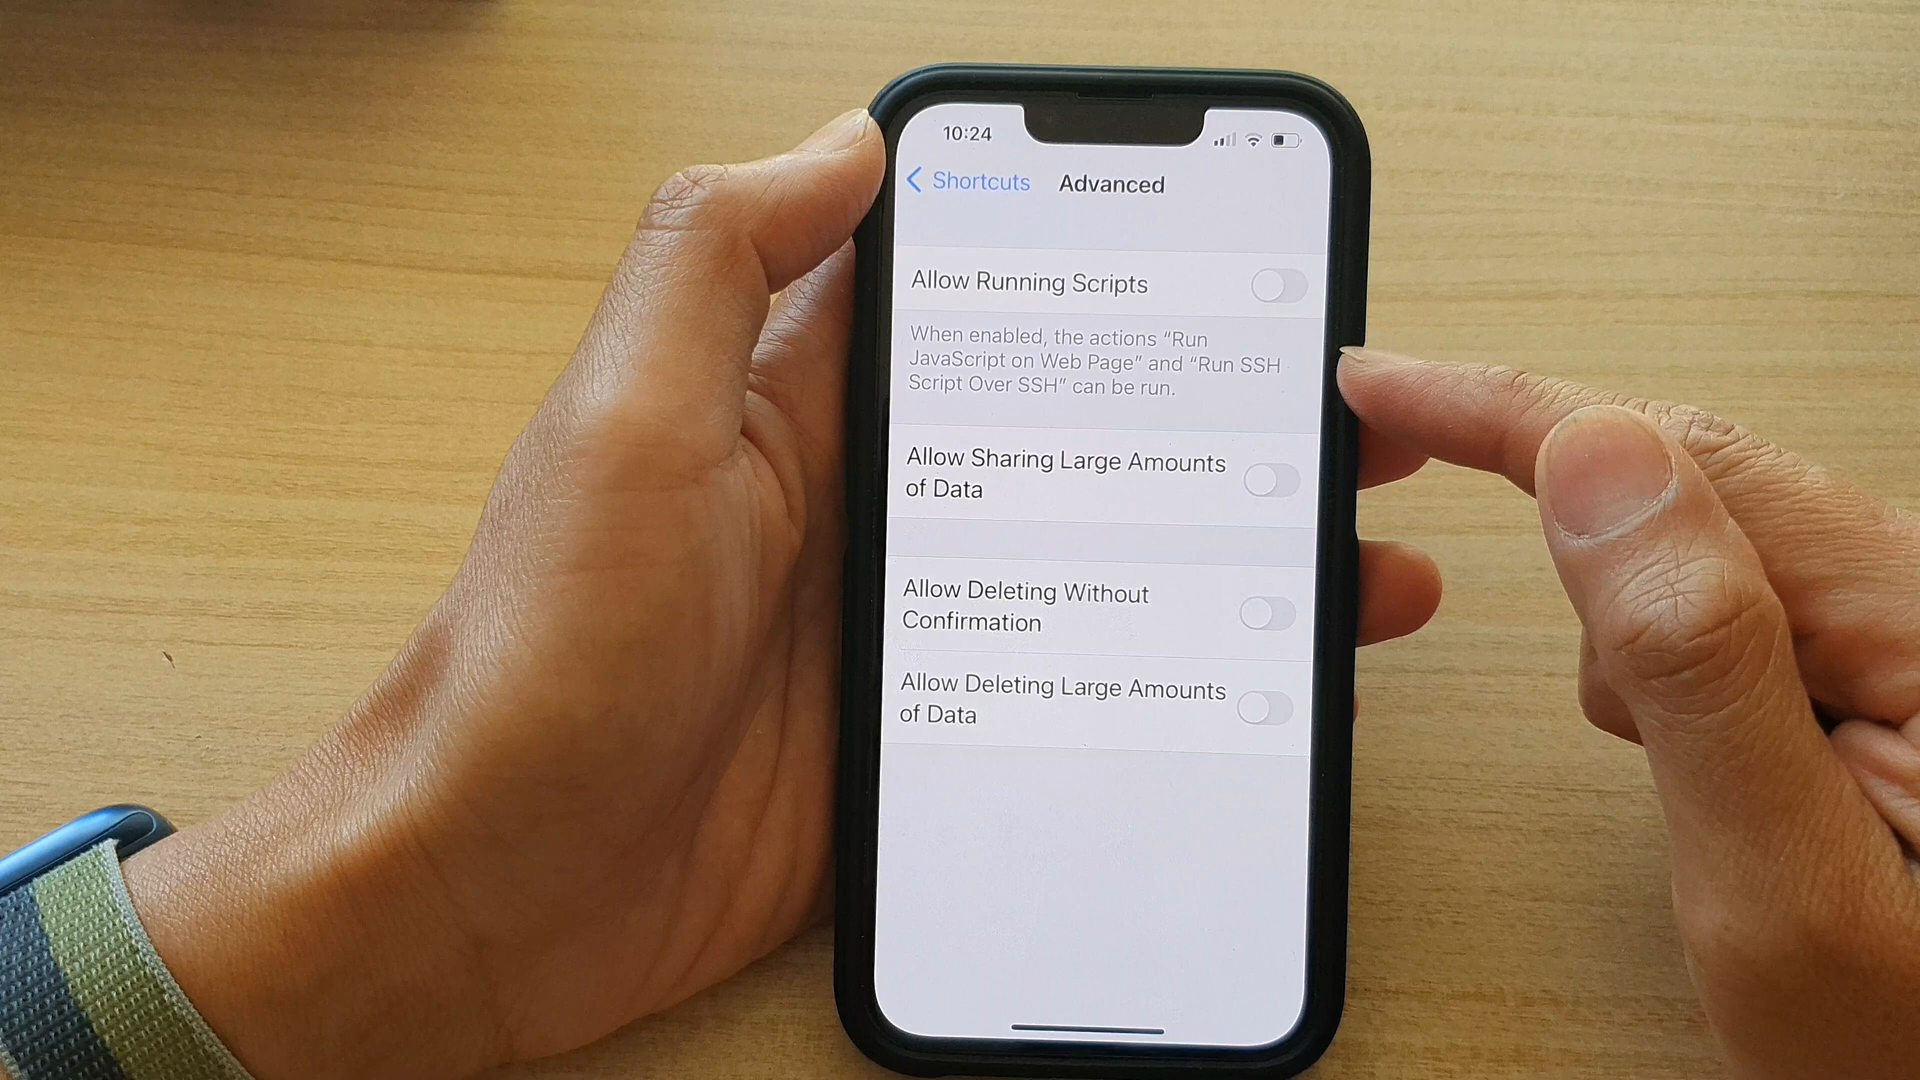 10:24
Shortcuts Advanced
Allow Running Scripts
When enabled, the actions “Run
JavaScript on Web Page” and “Run SSH
Script Over SSH” can be run.
Allow Sharing Large Amounts
of Data
Allow Deleting Without
Confirmation
Allow Deleting Large Amounts
of Data